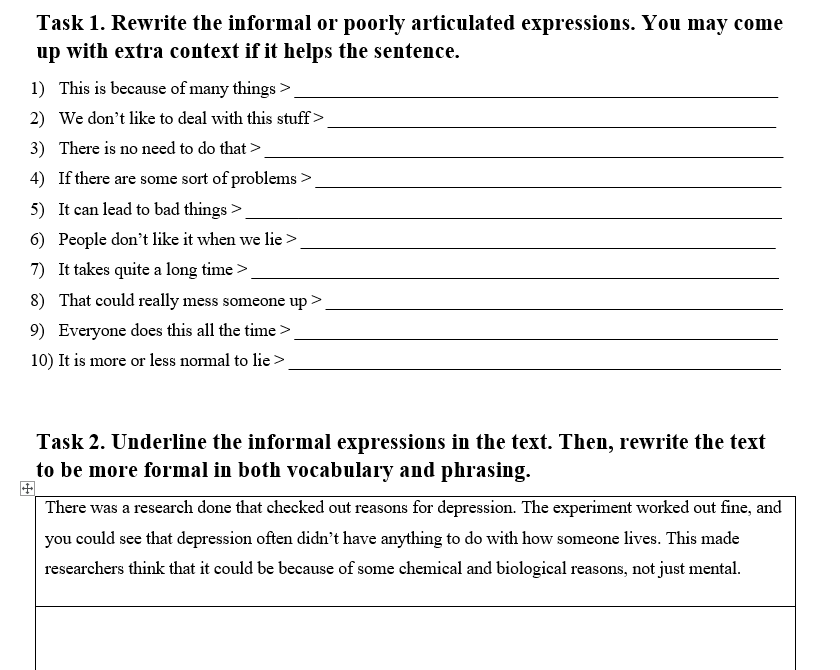 Task 1. Rewrite the informal or poorly articulated expressions. You may come
up with extra context if it helps the sentence.
1) This is because of many things >
2) We don’t like to deal with this stuff >
3) There is no need to do that >
4) If there are some sort of problems >
5) It can lead to bad things >
6) People don’t like it when we lie >
7) It takes quite a long time >
8) That could really mess someone up >
9) Everyone does this all the time >
10) It is more or less normal to lie >
Task 2. Underline the informal expressions in the text. Then, rewrite the text
to be more formal in both vocabulary and phrasing.
There was a research done that checked out reasons for depression. The experiment worked out fine, and
you could see that depression often didn’t have anything to do with how someone lives. This made
researchers think that it could be because of some chemical and biological reasons, not just mental.